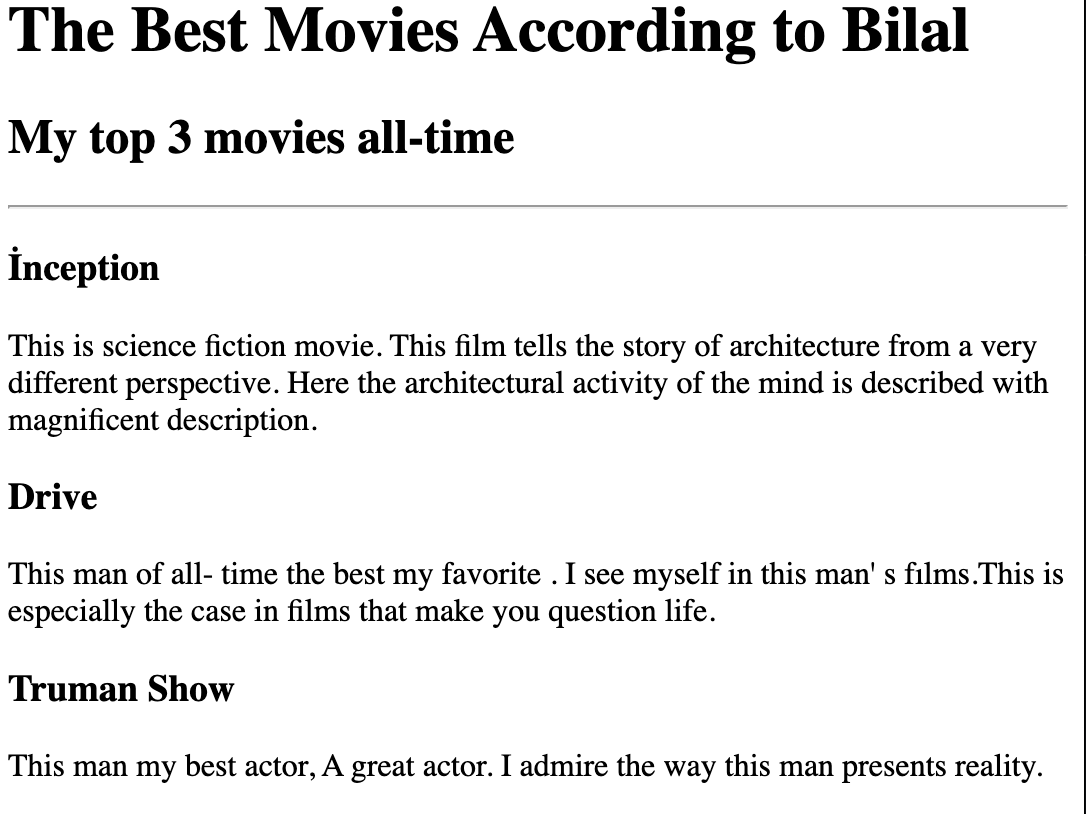 The Best Movies According to Bilal
My top 3 movies all-time
İnception
This is science fiction movie. This film tells the story of architecture from a very
different perspective. Here the architectural activity of the mind is described with
magnificent description.
Drive
This man of all- time the best my favorite . I see myself in this man' s fılms.This is
especially the case in films that make you question life.
Truman Show
This man my best actor, A great actor. I admire the way this man presents reality.